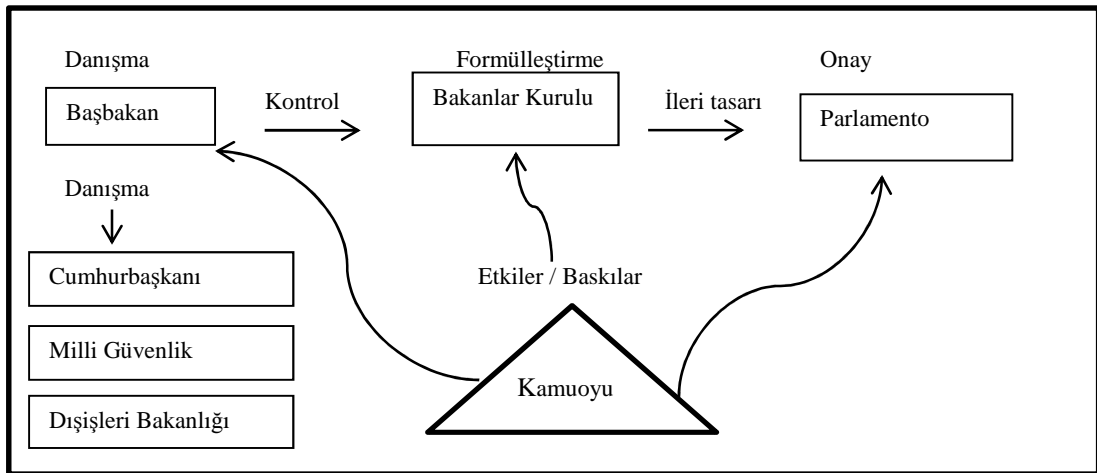 Danışma
Formülleştirme
Onay
Başbakan
Kontrol
Bakanlar Kurulu
İleri tasarı
Parlamento
Danışma
Cumhurbaşkanı
Etkiler / Baskılar
Milli Güvenlik
Kamuoyu
Dışişleri Bakanlığı